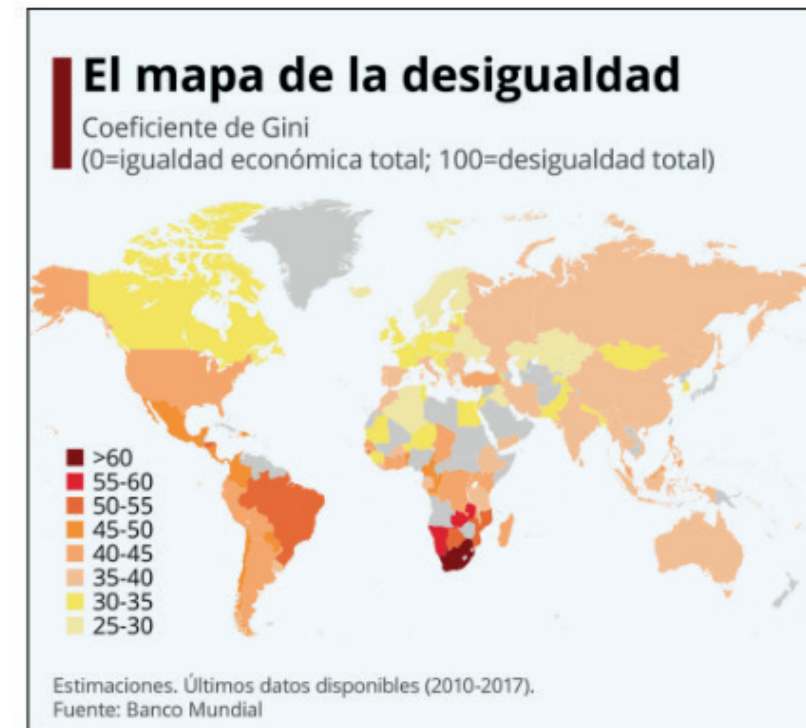 El mapa de la desigualdad
Coeficiente de Gini
(0=igualdad económica total; 100=desigualdad total)
>60
55-60
50-55
45-50
40-45
35-40
30-35
25-30
Estimaciones. Últimos datos disponibles (2010-2017).
Fuente: Banco Mundial